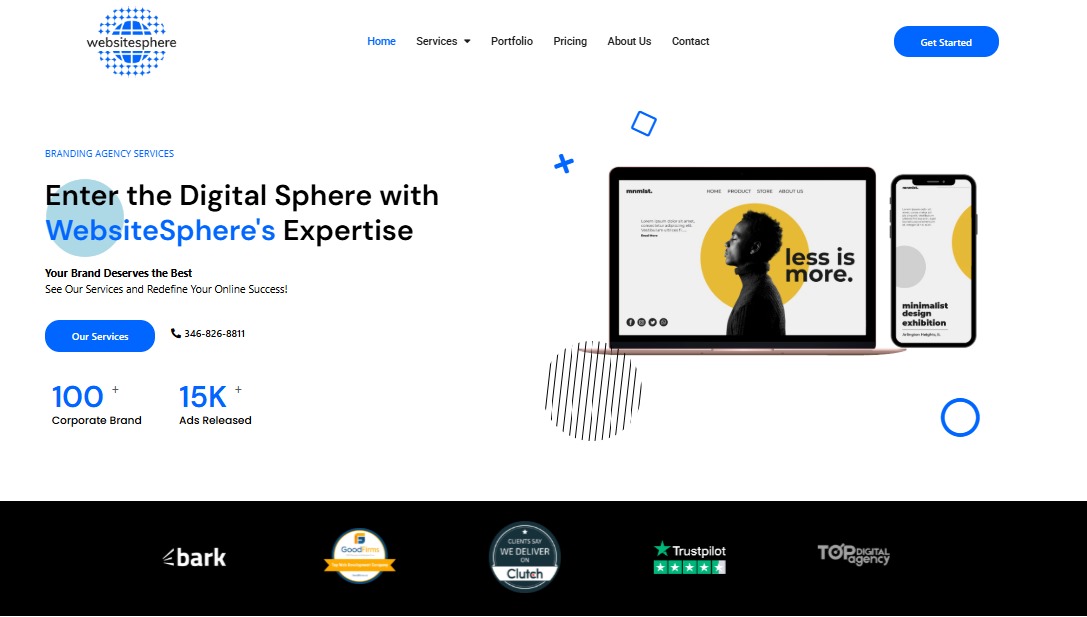 websitesphere
Home Services Portfolio Pricing About Us Contact
Get Started
BRANDING AGENCY SERVICES
Enter the Digital Sphere with
WebsiteSphere's Expertise
Your Brand Deserves the Best
See Our Services and Redefine Your Online Success!
Our Services
346-826-8811
100 +
Corporate Brand
15K +
Ads Released
mnmlst.
HOME PRODUCT STORE ABOUT US
Lorem ipsum dolor sit amet,
consectetur adipiscing elit.
Read More
less is
more.
mnmlst.
minimalist
design
exhibition
Arlington Heights, IL
bark
GoodFirms
CLIENTS SAY
WE DELIVER
ON
Clutch
Trustpilot
TOP DIGITAL
agency